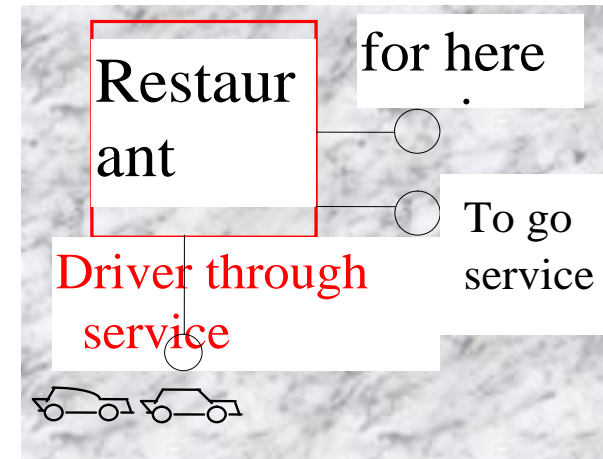 Restaur
ant
for here
To go
service
Driver through
service